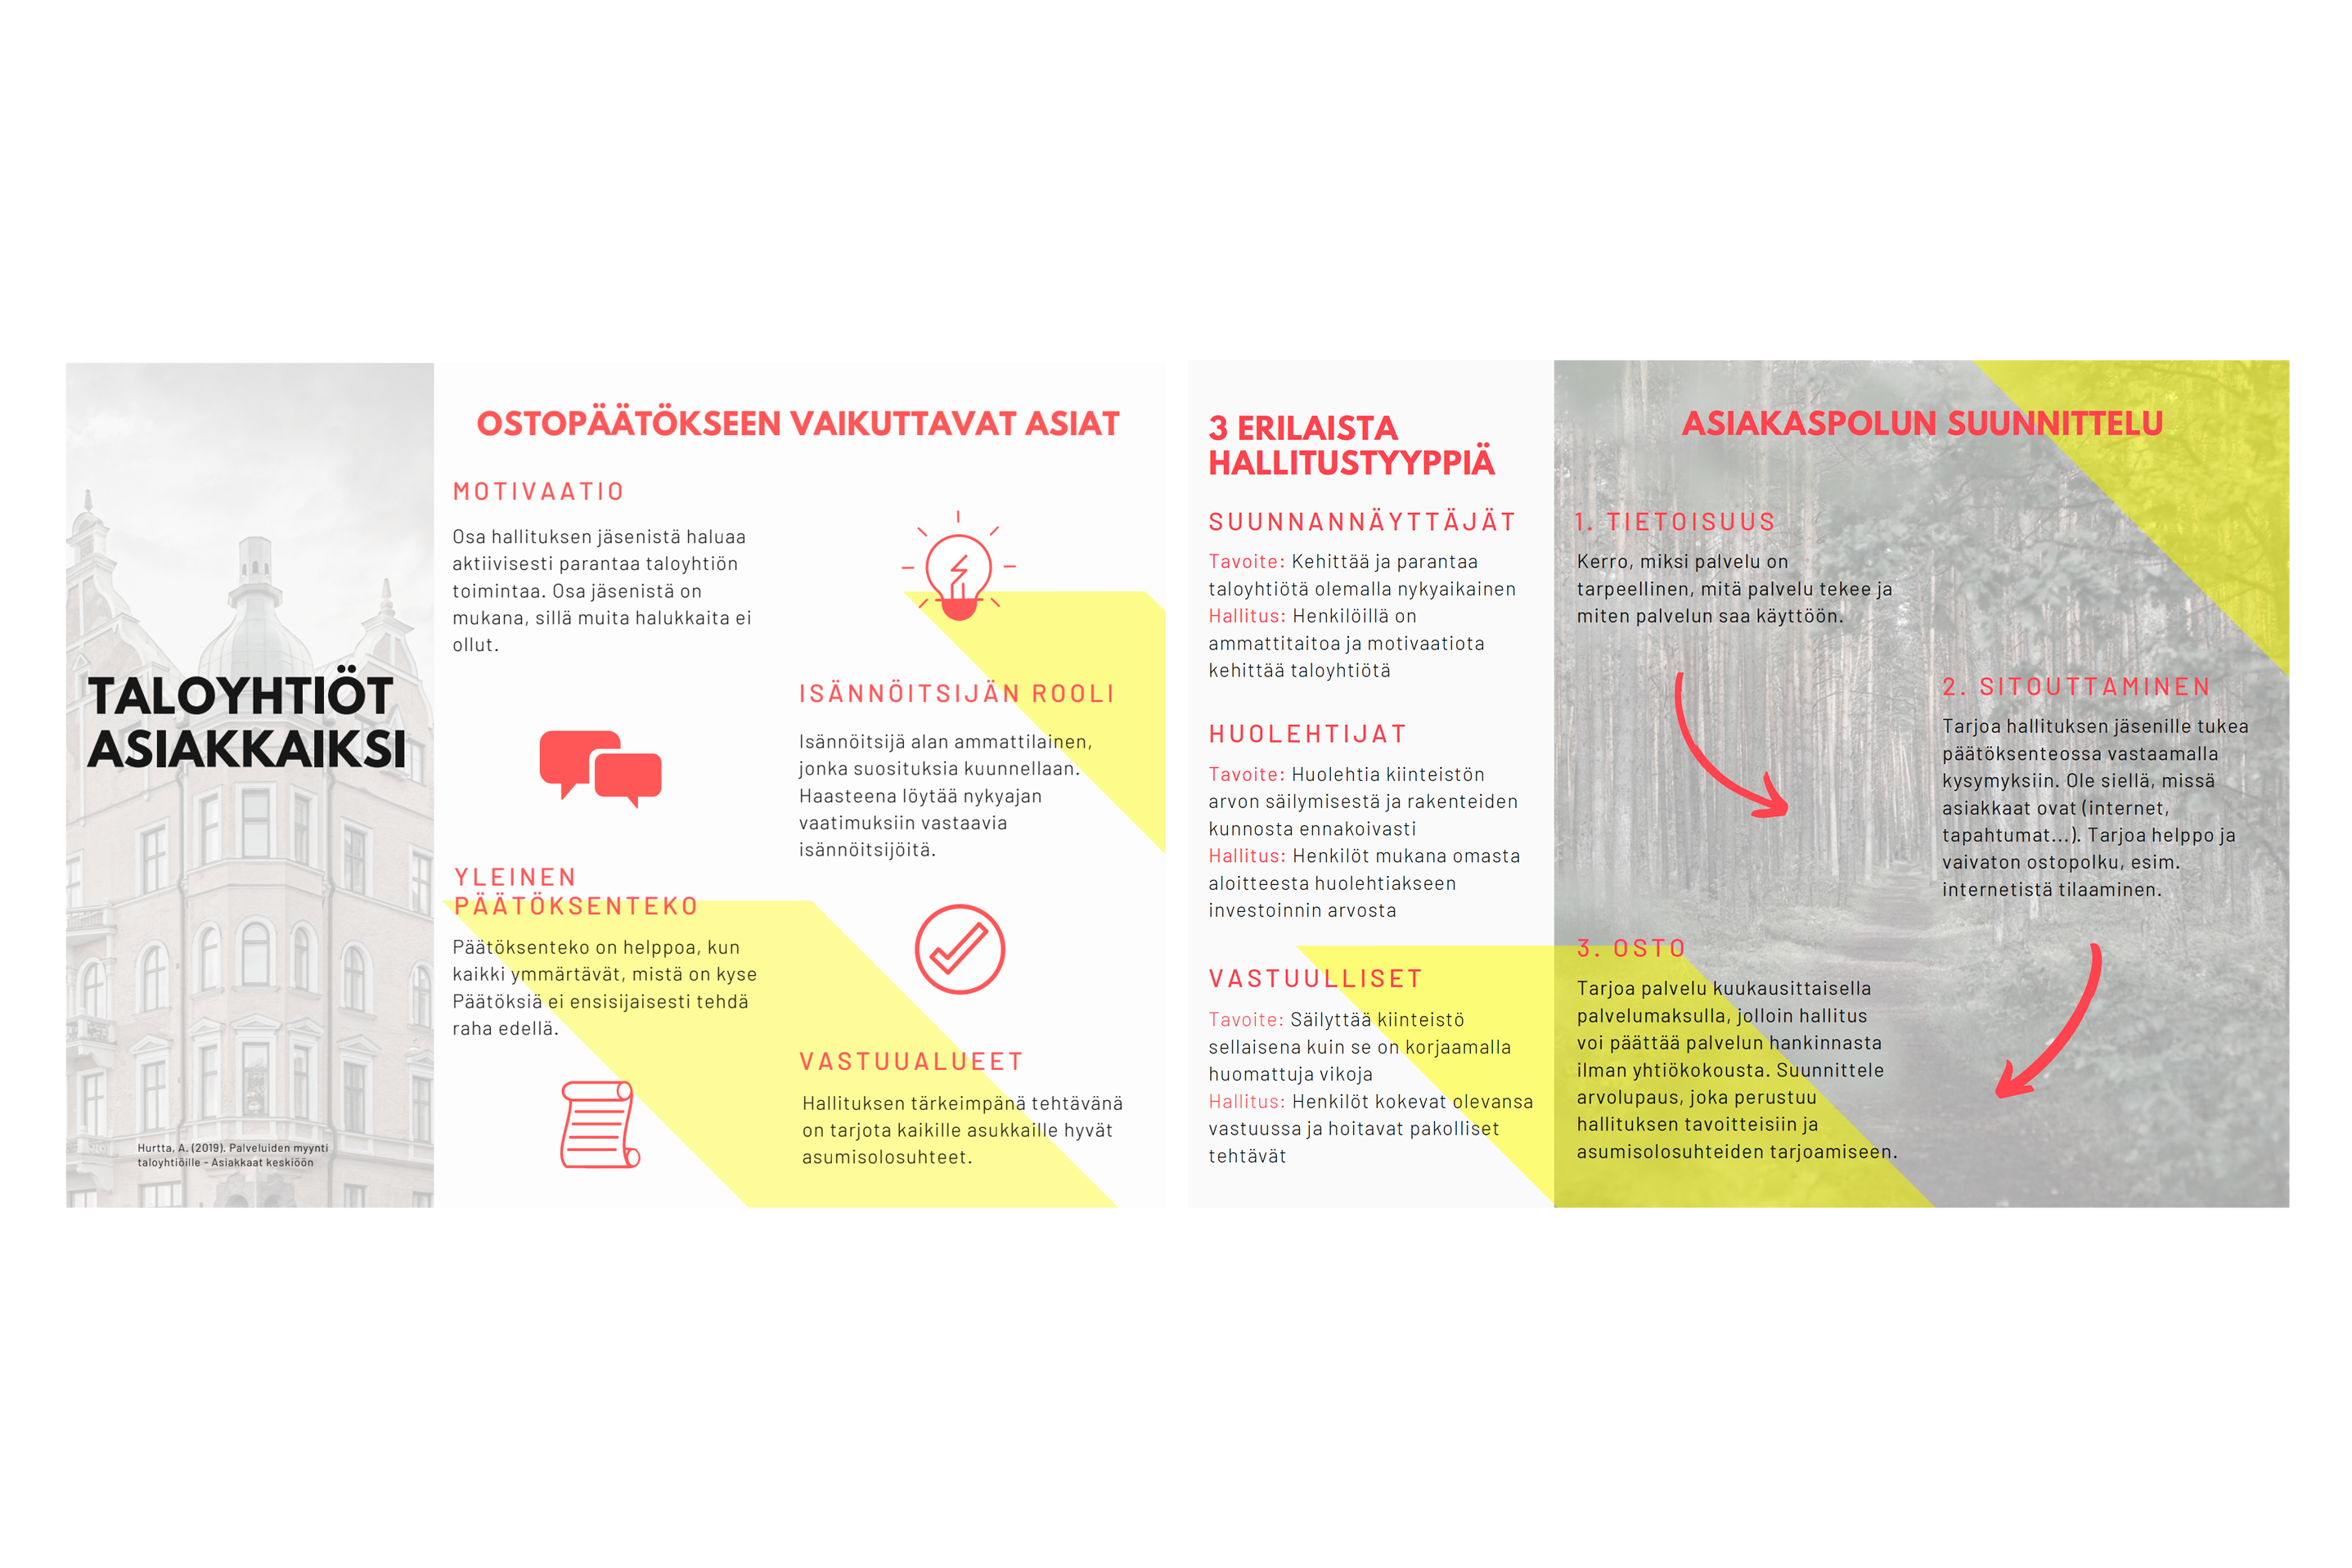 TALOYHTIÖT
ASIAKKAIKSI
Hurtta, A. (2019). Palveluiden myynti
taloyhtiöille - Asiakkaat keskiöön
OSTOPÄÄTÖKSEEN VAIKUTTAVAT ASIAT
MOTIVAATIO
Osa hallituksen jäsenistä haluaa
aktiivisesti parantaa taloyhtiön
toimintaa. Osa jäsenistä on
mukana, sillä muita halukkaita ei
ollut.
ISÄNNÖITSIJÄN ROOLI
Isännöitsijä alan ammattilainen,
jonka suosituksia kuunnellaan.
Haasteena löytää nykyajan
vaatimuksiin vastaavia
isännöitsijöitä.
YLEINEN
PÄÄTÖKSENTEKO
Päätöksenteko on helppoa, kun
kaikki ymmärtävät, mistä on kyse
Päätöksiä ei ensisijaisesti tehdä
raha edellä.
VASTUUALUEET
Hallituksen tärkeimpänä tehtävänä
on tarjota kaikille asukkaille hyvät
asumisolosuhteet.
3 ERILAISTA
HALLITUSTYYPPIÄ
SUUNNANNÄYTTÄJÄT
Tavoite: Kehittää ja parantaa
taloyhtiötä olemalla nykyaikainen
Hallitus: Henkilöillä on
ammattitaitoa ja motivaatiota
kehittää taloyhtiötä
HUOLEHTIJAT
Tavoite: Huolehtia kiinteistön
arvon säilymisestä ja rakenteiden
kunnosta ennakoivasti
Hallitus: Henkilöt mukana omasta
aloitteesta huolehtiakseen
investoinnin arvosta
VASTUULLISET
Tavoite: Säilyttää kiinteistö
sellaisena kuin se on korjaamalla
huomattuja vikoja
Hallitus: Henkilöt kokevat olevansa
vastuussa ja hoitavat pakolliset
tehtävät
ASIAKASPOLUN SUUNNITTELU
1. TIETOISUUS
Kerro, miksi palvelu on
tarpeellinen, mitä palvelu tekee ja
miten palvelun saa käyttöön.
2. SITOUTTAMINEN
Tarjoa hallituksen jäsenille tukea
päätöksenteossa vastaamalla
kysymyksiin. Ole siellä, missä
asiakkaat ovat (internet,
tapahtumat...). Tarjoa helppo ja
vaivaton ostopolku, esim.
internetistä tilaaminen.
3. OSTO
Tarjoa palvelu kuukausittaisella
palvelumaksulla, jolloin hallitus
voi päättää palvelun hankinnasta
ilman yhtiökokousta. Suunnittele
arvolupaus, joka perustuu
hallituksen tavoitteisiin ja
asumisolosuhteiden tarjoamiseen.